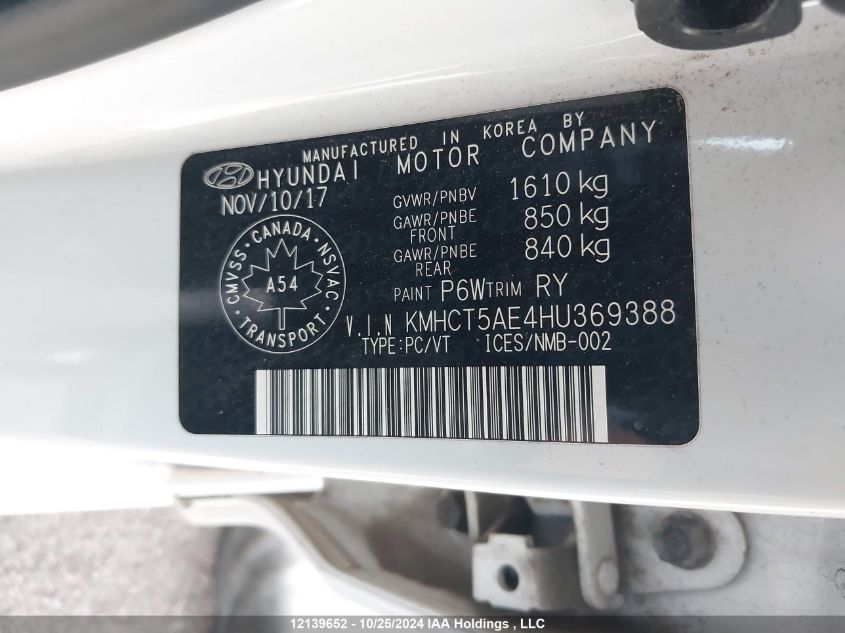 MANUFACTURED IN KOREA BY
HYUNDAI MOTOR COMPANY
NOV/10/17
GVWR/PNBV 1610 kg
GAWR/PNBE FRONT 850 kg
GAWR/PNBE REAR 840 kg
CMVSS • CANADA • NSVAC
A54
• TRANSPORT •
PAINT P6W TRIM RY
V.I.N KMHCT5AE4HU369388
TYPE:PC/VT ICES/NMB-002
12139652 - 10/25/2024 IAA Holdings , LLC